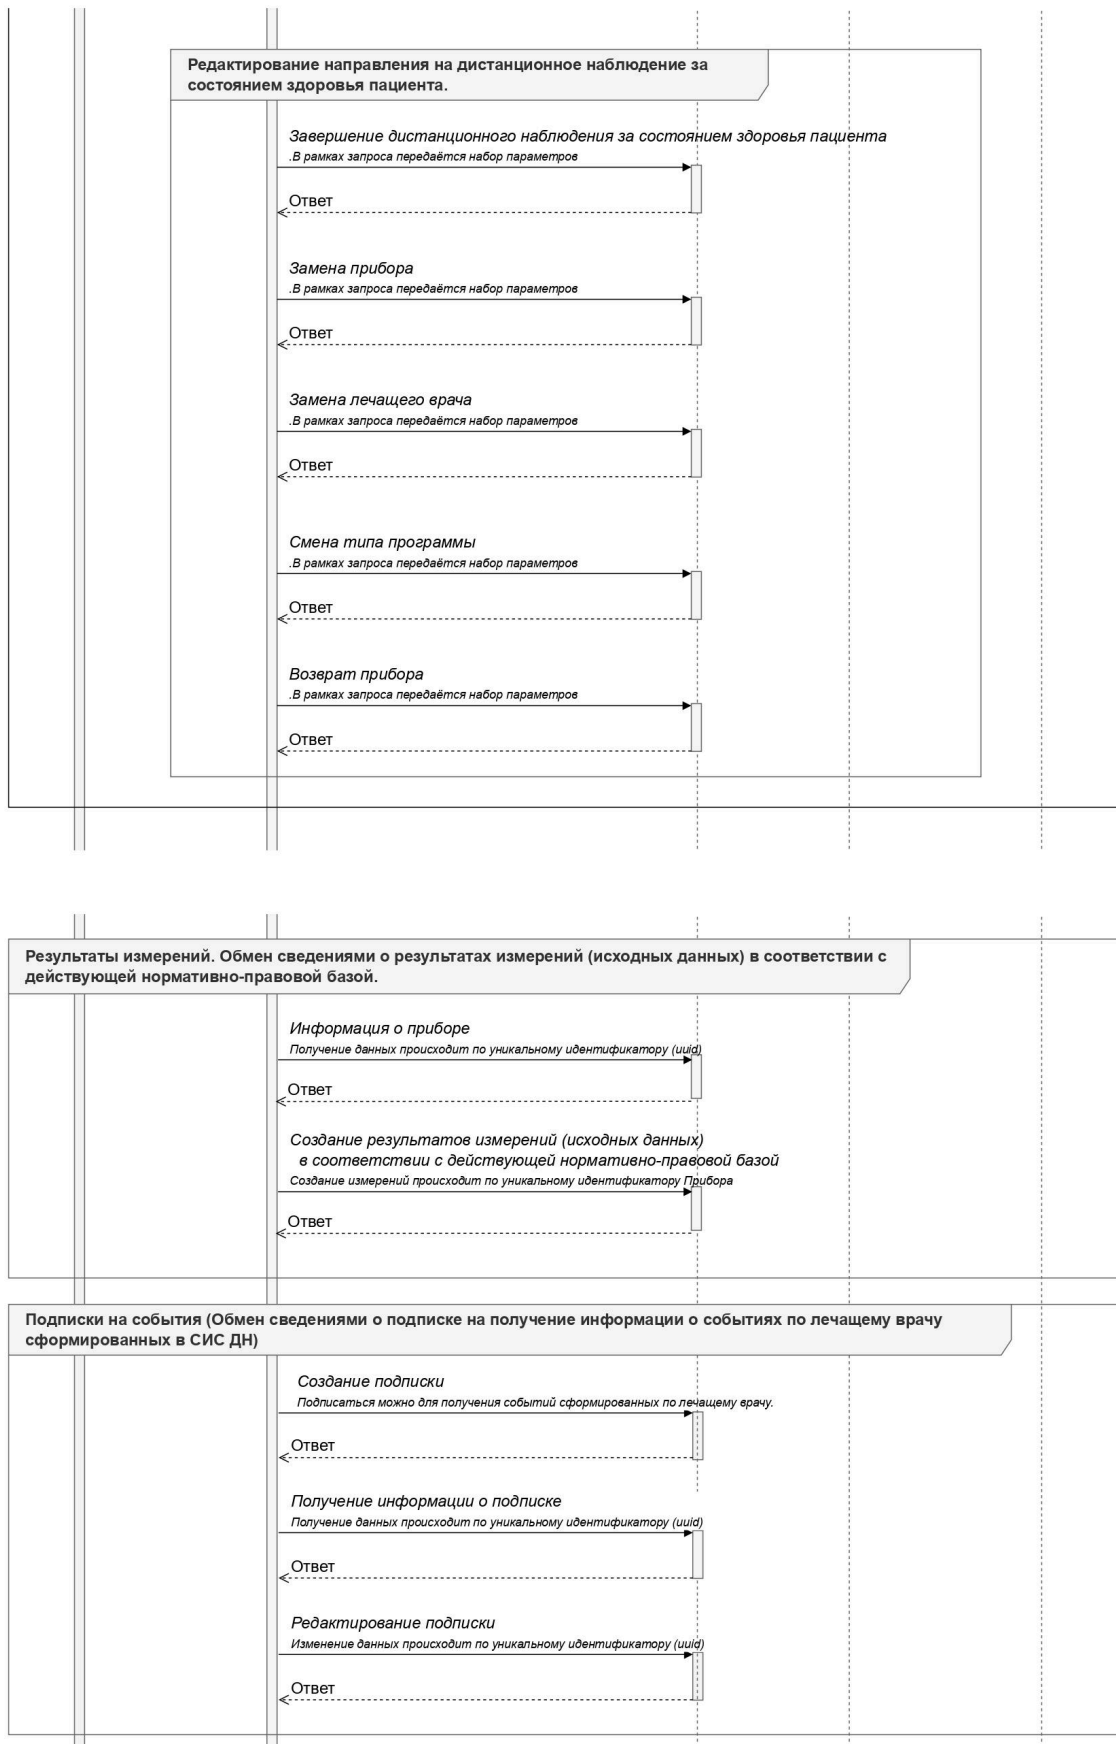 Редактирование направления на дистанционное наблюдение за
состоянием здоровья пациента.
Завершение дистанционного наблюдения за состоянием здоровья пациента
.В рамках запроса передаётся набор параметров
Ответ
Замена прибора
.В рамках запроса передаётся набор параметров
Ответ
Замена лечащего врача
.В рамках запроса передаётся набор параметров
Ответ
Смена типа программы
.В рамках запроса передаётся набор параметров
Ответ
Возврат прибора
.В рамках запроса передаётся набор параметров
Ответ
Результаты измерений. Обмен сведениями о результатах измерений (исходных данных) в соответствии с
действующей нормативно-правовой базой.
Информация о приборе
Получение данных происходит по уникальному идентификатору (uuid)
Ответ
Создание результатов измерений (исходных данных)
в соответствии с действующей нормативно-правовой базой
Создание измерений происходит по уникальному идентификатору Прибора
Ответ
Подписки на события (Обмен сведениями о подписке на получение информации о событиях по лечащему врачу
сформированных в СИС ДН)
Создание подписки
Подписаться можно для получения событий сформированных по лечащему врачу.
Ответ
Получение информации о подписке
Получение данных происходит по уникальному идентификатору (uuid)
Ответ
Редактирование подписки
Изменение данных происходит по уникальному идентификатору (uuid)
Ответ